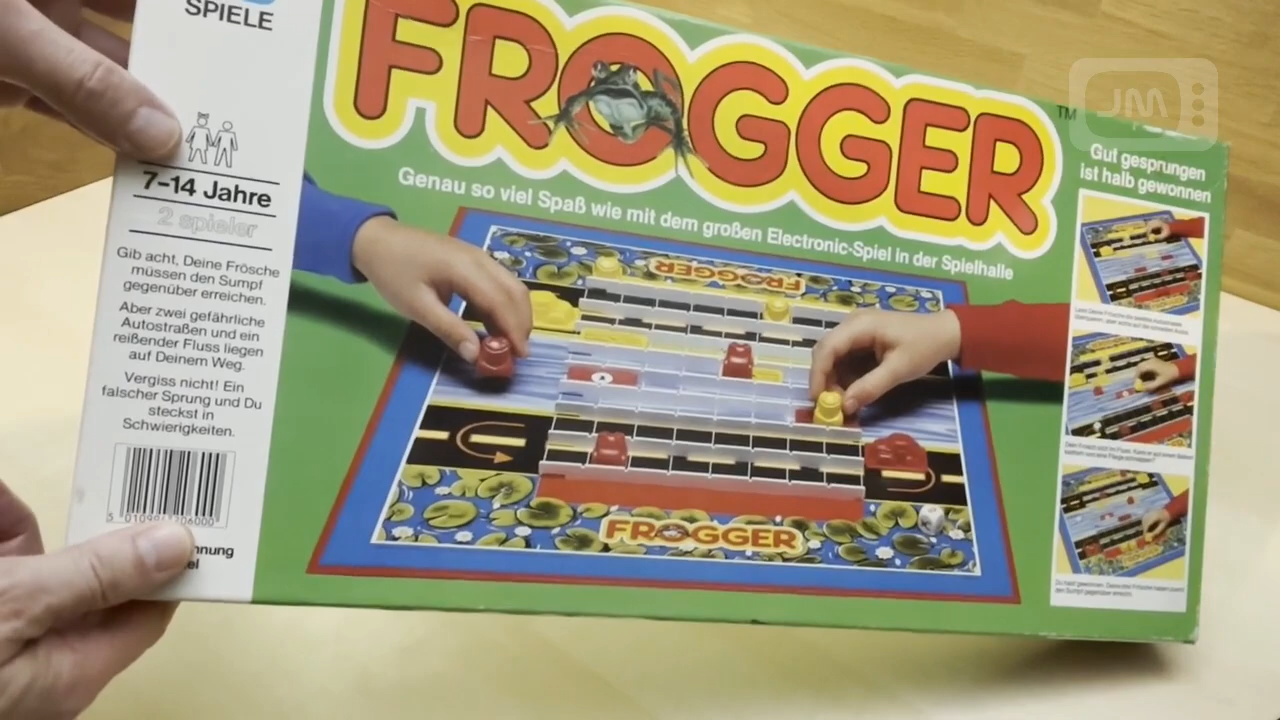 SPIELE
7-14 Jahre
2 spieler
Gib acht, Deine Frösche
müssen den Sumpf
gegenüber erreichen.
Aber zwei gefährliche
Autostraßen und ein
reißender Fluss liegen
auf Deinem Weg.
Vergiss nicht! Ein
falscher Sprung und Du
steckst in
Schwierigkeiten.
FROGGER
TM
Genau so viel Spaß wie mit dem großen Electronic-Spiel in der Spielhalle
FROGGER
FROGGER
JM
Gut gesprungen
ist halb gewonnen